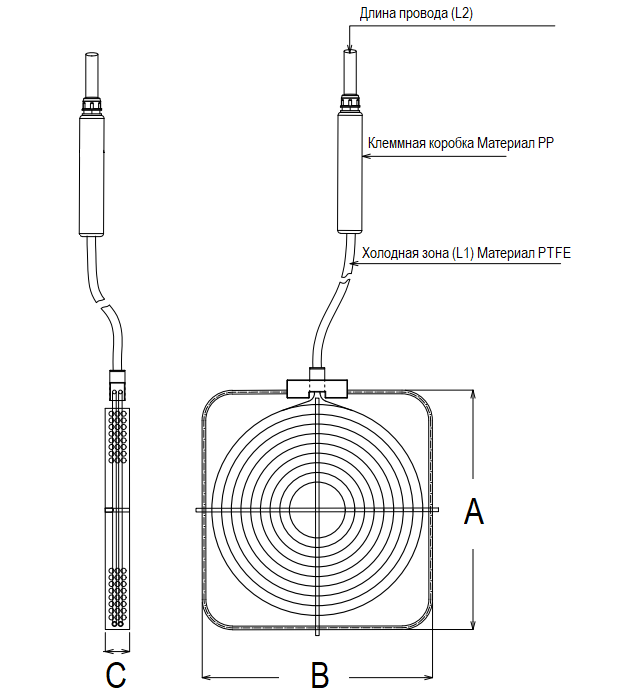 Длина провода (L2)
Клеммная коробка Материал PP
Холодная зона (L1) Материал PTFE
A
C
B